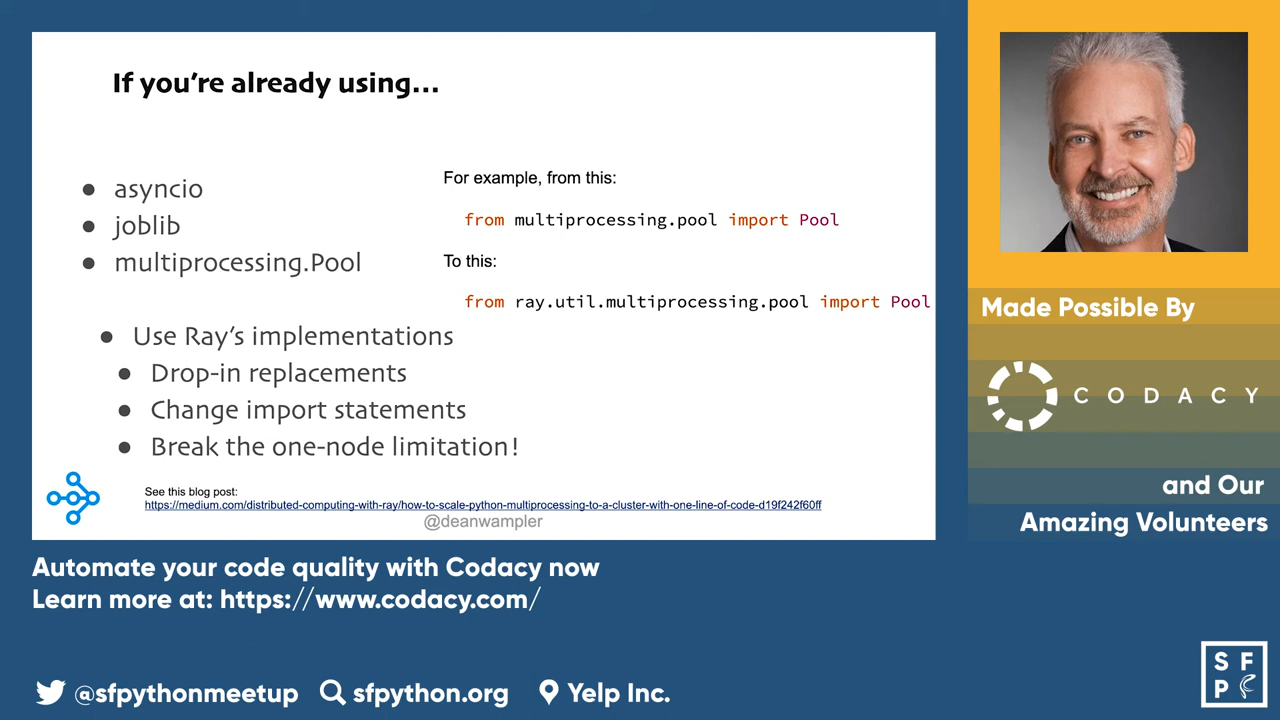 If you're already using...
● asyncio
● joblib
● multiprocessing.Pool
● Use Ray's implementations
● Drop-in replacements
● Change import statements
● Break the one-node limitation!
For example, from this:
from multiprocessing.pool import Pool
To this:
from ray.util.multiprocessing.pool import Pool
See this blog post:
https://medium.com/distributed-computing-with-ray/how-to-scale-python-multiprocessing-to-a-cluster-with-one-line-of-code-d19f242f60ff
@deanwampler
Made Possible By
CODACY
and Our
Amazing Volunteers
Automate your code quality with Codacy now
Learn more at: https://www.codacy.com/
@sfpythonmeetup
sfpython.org
Yelp Inc.
S F
P